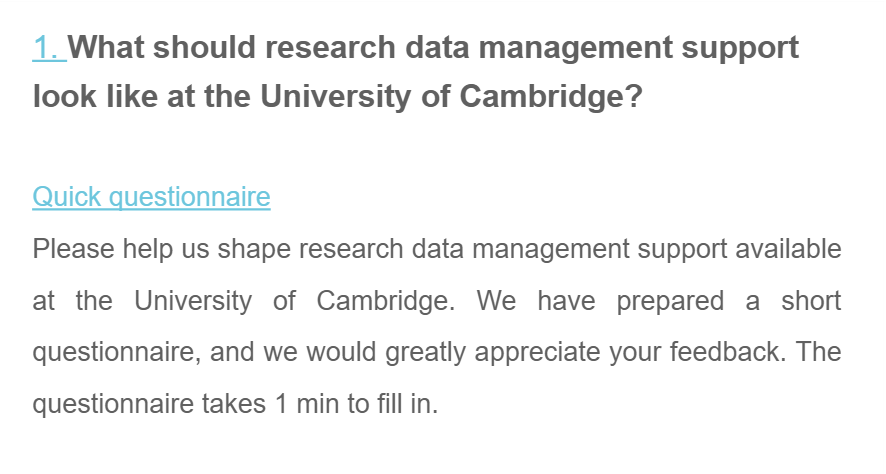 1. What should research data management support
look like at the University of Cambridge?
Quick questionnaire
Please help us shape research data management support available
at the University of Cambridge. We have prepared a short
questionnaire, and we would greatly appreciate your feedback. The
questionnaire takes 1 min to fill in.